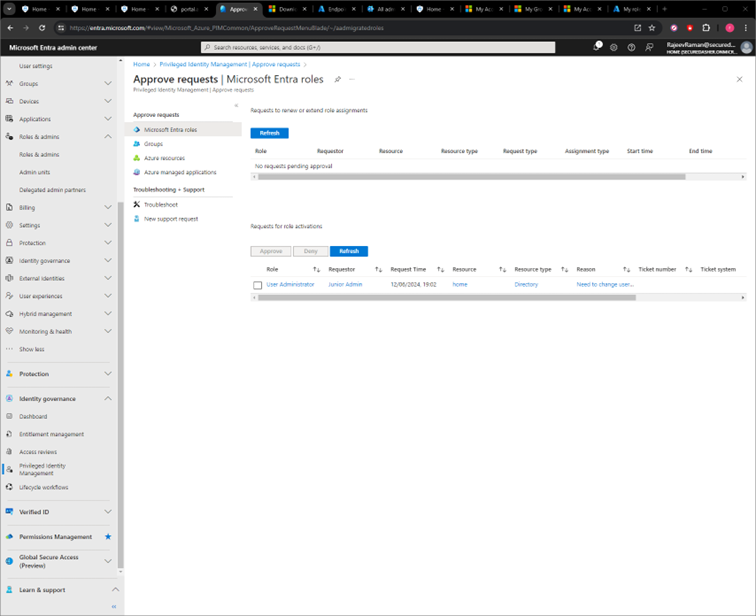 Home
Home
Home
portal
Approv
Downl
Endpoi
All adm
Home
My Ac
My Gr
My Ac
My ro
https://entra.microsoft.com/#view/Microsoft_Azure_PIMCommon/ApproveRequestMenuBlade/~/aadmigratedroles
Microsoft Entra admin center
Search resources, services, and docs (G+/)
RajeevRaman@secured...
User settings
Groups
Devices
Applications
Roles & admins
Roles & admins
Admin units
Delegated admin partners
Billing
Settings
Protection
Identity governance
External Identities
User experiences
Hybrid management
Monitoring & health
Show less
Protection
Identity governance
Dashboard
Entitlement management
Access reviews
Privileged Identity
Management
Lifecycle workflows
Verified ID
Permissions Management
Global Secure Access
(Preview)
Learn & support
Home > Privileged Identity Management | Approve requests >
Approve requests | Microsoft Entra roles
Privileged Identity Management | Approve requests
Approve requests
Microsoft Entra roles
Groups
Azure resources
Azure managed applications
Troubleshooting + Support
Troubleshoot
New support request
Requests to renew or extend role assignments
Refresh
Role Requestor Resource Resource type Request type Assignment type Start time End time
No requests pending approval
Requests for role activations
Approve Deny Refresh
Role Requestor Request Time Resource Resource type Reason Ticket number Ticket system
User Administrator Junior Admin 12/06/2024, 19:02 home Directory Need to change user...